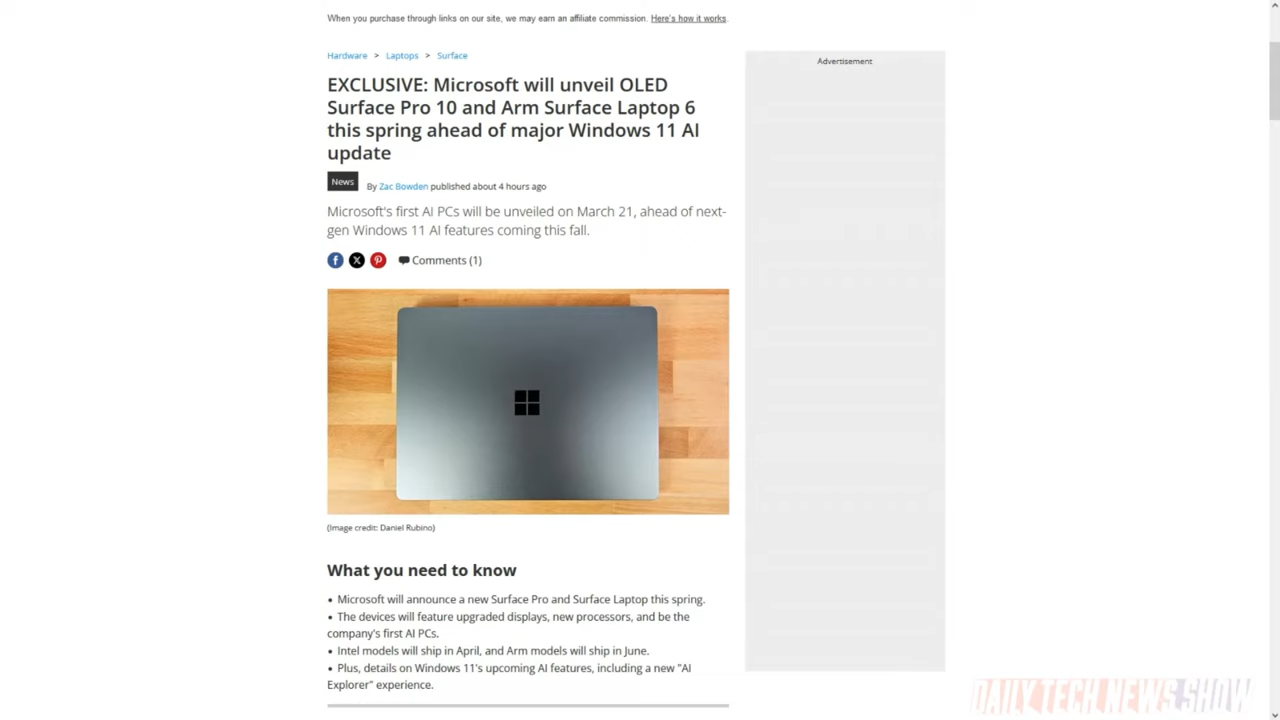 When you purchase through links on our site, we may earn an affiliate commission. Here's how it works.
Hardware > Laptops > Surface
Advertisement
EXCLUSIVE: Microsoft will unveil OLED
Surface Pro 10 and Arm Surface Laptop 6
this spring ahead of major Windows 11 AI
update
News By Zac Bowden published about 4 hours ago
Microsoft's first AI PCs will be unveiled on March 21, ahead of next-
gen Windows 11 AI features coming this fall.
Comments (1)
(Image credit: Daniel Rubino)
What you need to know
• Microsoft will announce a new Surface Pro and Surface Laptop this spring.
• The devices will feature upgraded displays, new processors, and be the
company's first AI PCs.
• Intel models will ship in April, and Arm models will ship in June.
• Plus, details on Windows 11's upcoming AI features, including a new "AI
Explorer" experience.
DAILY TECH NEWS SHOW